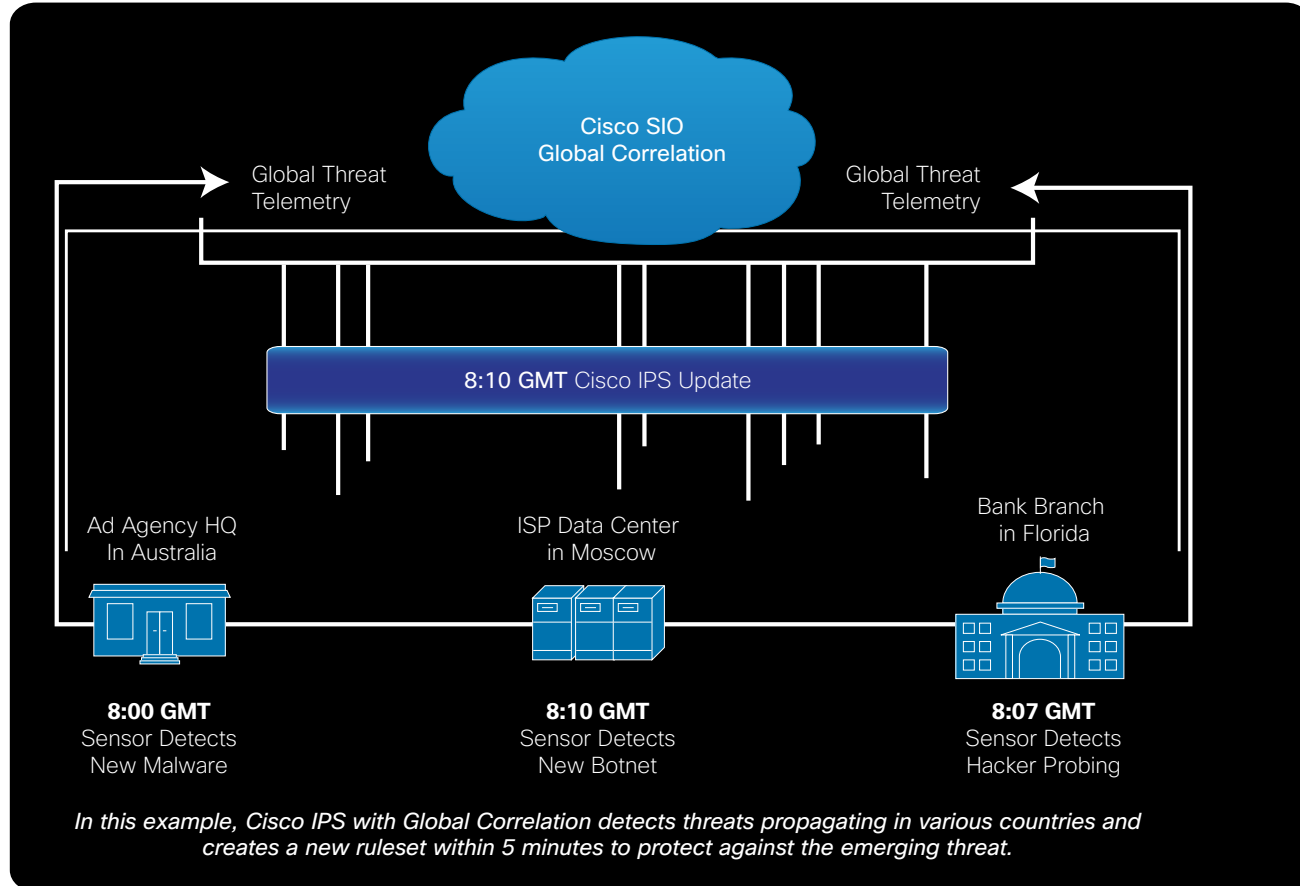 Cisco SIO
Global Correlation
Global Threat
Telemetry
Global Threat
Telemetry
8:10 GMT Cisco IPS Update
Ad Agency HQ
In Australia
ISP Data Center
in Moscow
Bank Branch
in Florida
8:00 GMT
Sensor Detects
New Malware
8:10 GMT
Sensor Detects
New Botnet
8:07 GMT
Sensor Detects
Hacker Probing
In this example, Cisco IPS with Global Correlation detects threats propagating in various countries and
creates a new ruleset within 5 minutes to protect against the emerging threat.